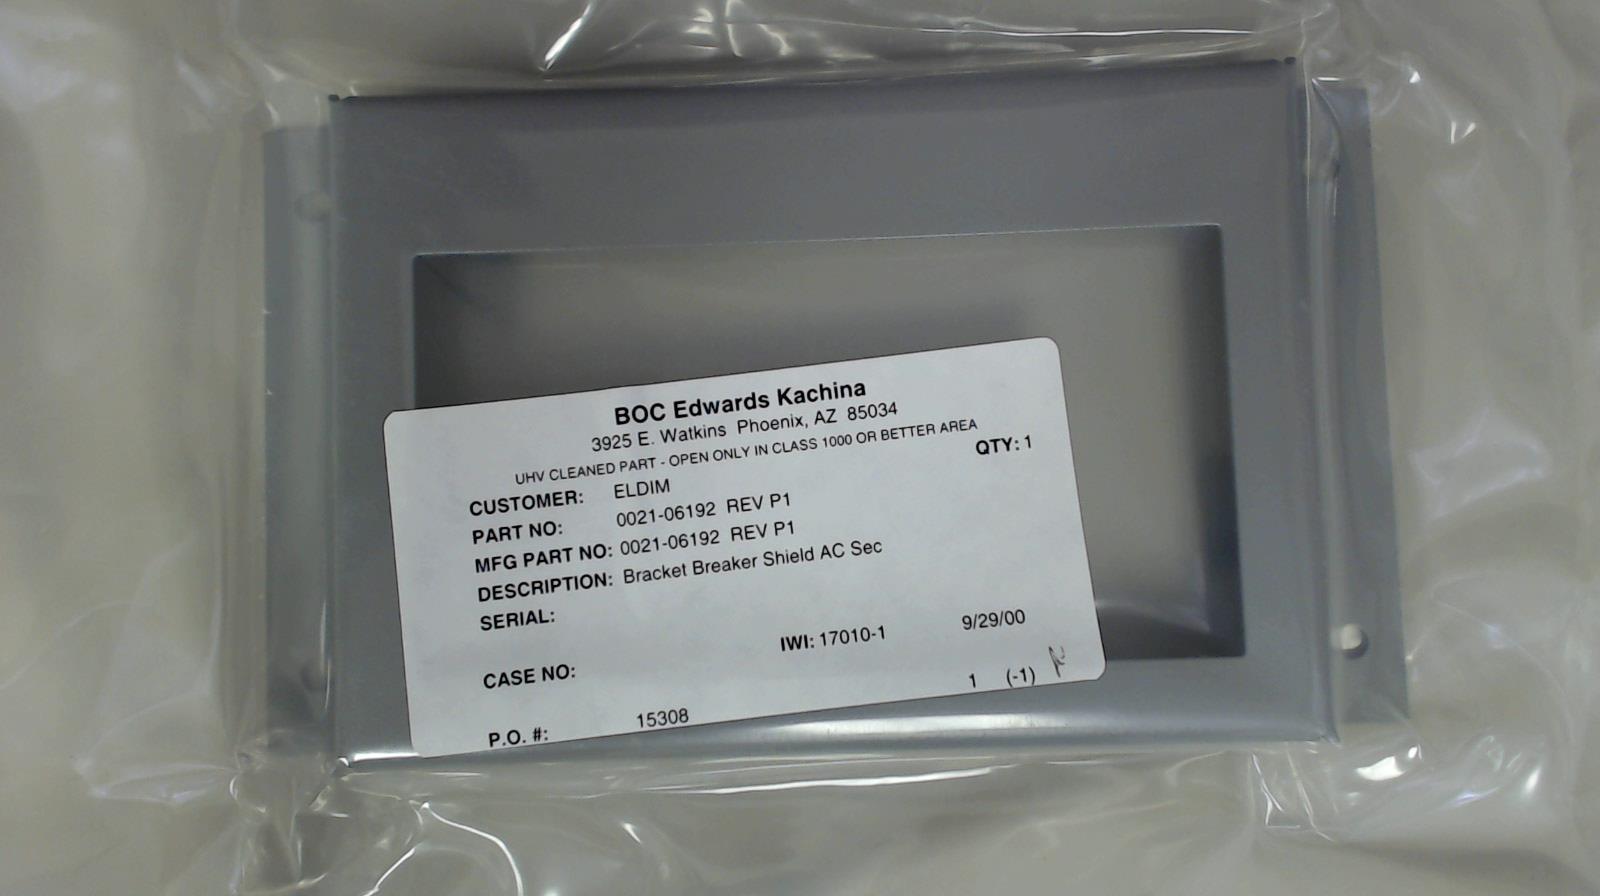 BOC Edwards Kachina
3925 E. Watkins Phoenix, AZ 85034
UHV CLEANED PART - OPEN ONLY IN CLASS 1000 OR BETTER AREA
QTY: 1
CUSTOMER: ELDIM
PART NO: 0021-06192 REV P1
MFG PART NO: 0021-06192 REV P1
DESCRIPTION: Bracket Breaker Shield AC Sec
SERIAL:
IWI: 17010-1 9/29/00
CASE NO:
1 (-1)
P.O. #: 15308